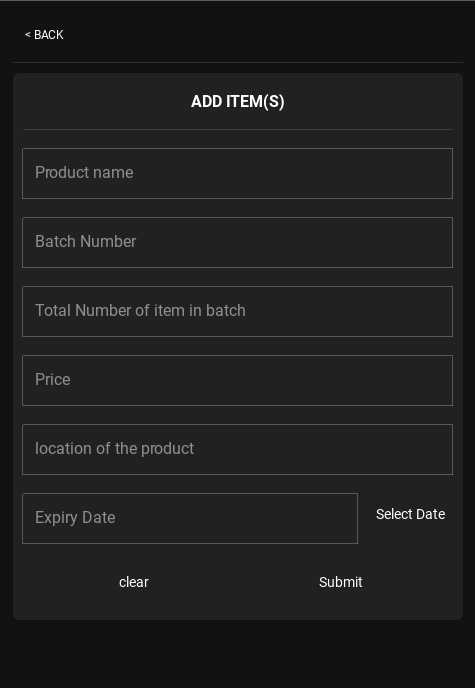 < BACK
ADD ITEM(S)
Product name
Batch Number
Total Number of item in batch
Price
location of the product
Expiry Date
Select Date
clear
Submit